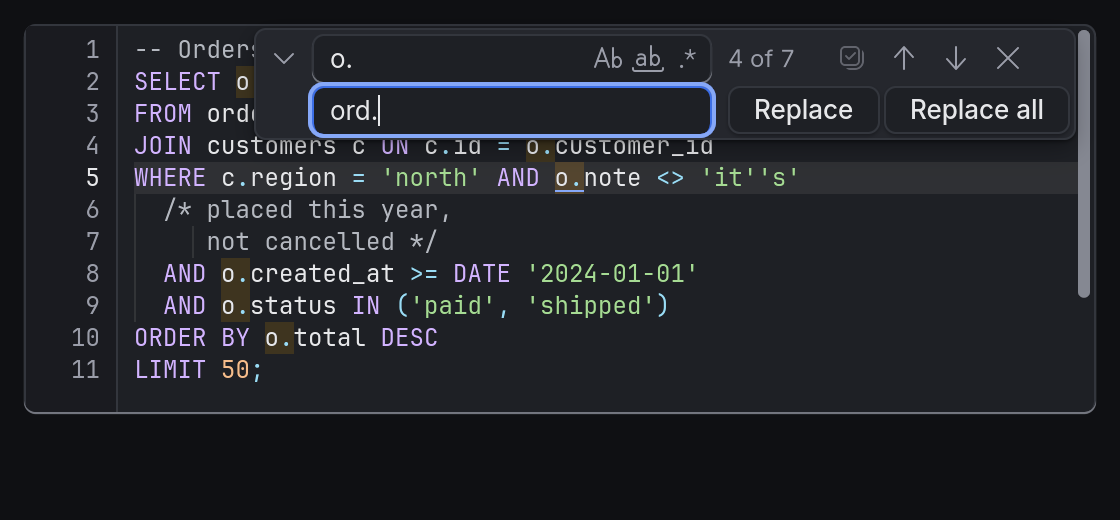 o. Ab ab .* 4 of 7
ord. Replace Replace all
1 -- Orders
2 SELECT o
3 FROM
4 JOIN customers c ON c.id = o.customer_id
5 WHERE c.region = 'north' AND o.note <> 'it''s'
6 /* placed this year,
7 not cancelled */
8 AND o.created_at >= DATE '2024-01-01'
9 AND o.status IN ('paid', 'shipped')
10 ORDER BY o.total DESC
11 LIMIT 50;